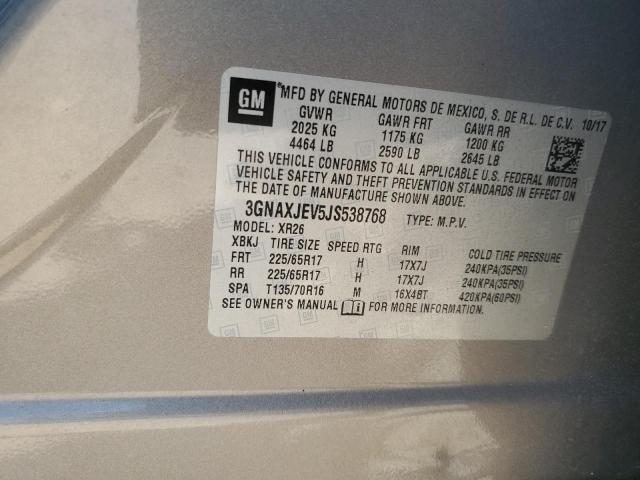 GM *MFD BY GENERAL MOTORS DE MEXICO, S. DE R.L. DE C.V. 10/17
GVWR GAWR FRT GAWR RR
2025 KG 1175 KG 1200 KG
4464 LB 2590 LB 2645 LB
THIS VEHICLE CONFORMS TO ALL APPLICABLE U.S. FEDERAL MOTOR
VEHICLE SAFETY AND THEFT PREVENTION STANDARDS IN EFFECT ON
THE DATE OF MANUFACTURE SHOWN ABOVE.
3GNAXJEV5JS538768 TYPE: M.P.V.
MODEL: XR26
XBKJ TIRE SIZE SPEED RTG RIM COLD TIRE PRESSURE
FRT 225/65R17 H 17X7J 240KPA(35PSI)
RR 225/65R17 H 17X7J 240KPA(35PSI)
SPA T135/70R16 M 16X4BT 420KPA(60PSI)
SEE OWNER'S MANUAL FOR MORE INFORMATION